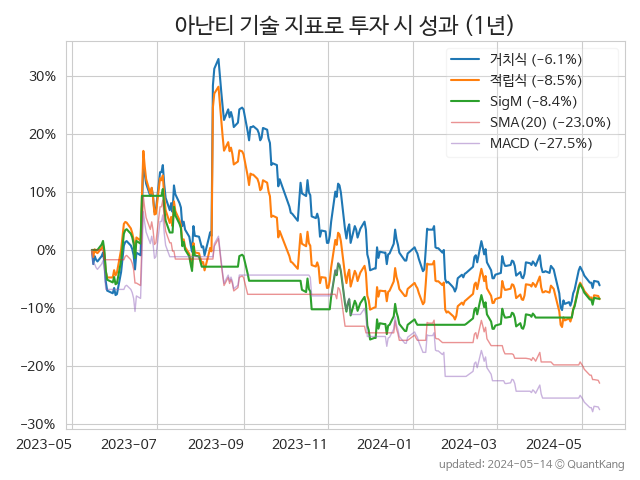 아난티 기술 지표로 투자 시 성과 (1년)
거치식 (−6.1%)
적립식 (−8.5%)
SigM (−8.4%)
SMA(20) (−23.0%)
MACD (−27.5%)
30%
20%
10%
0%
−10%
−20%
−30%
2023-05 2023-07 2023-09 2023-11 2024-01 2024-03 2024-05
updated: 2024-05-14 © QuantKang